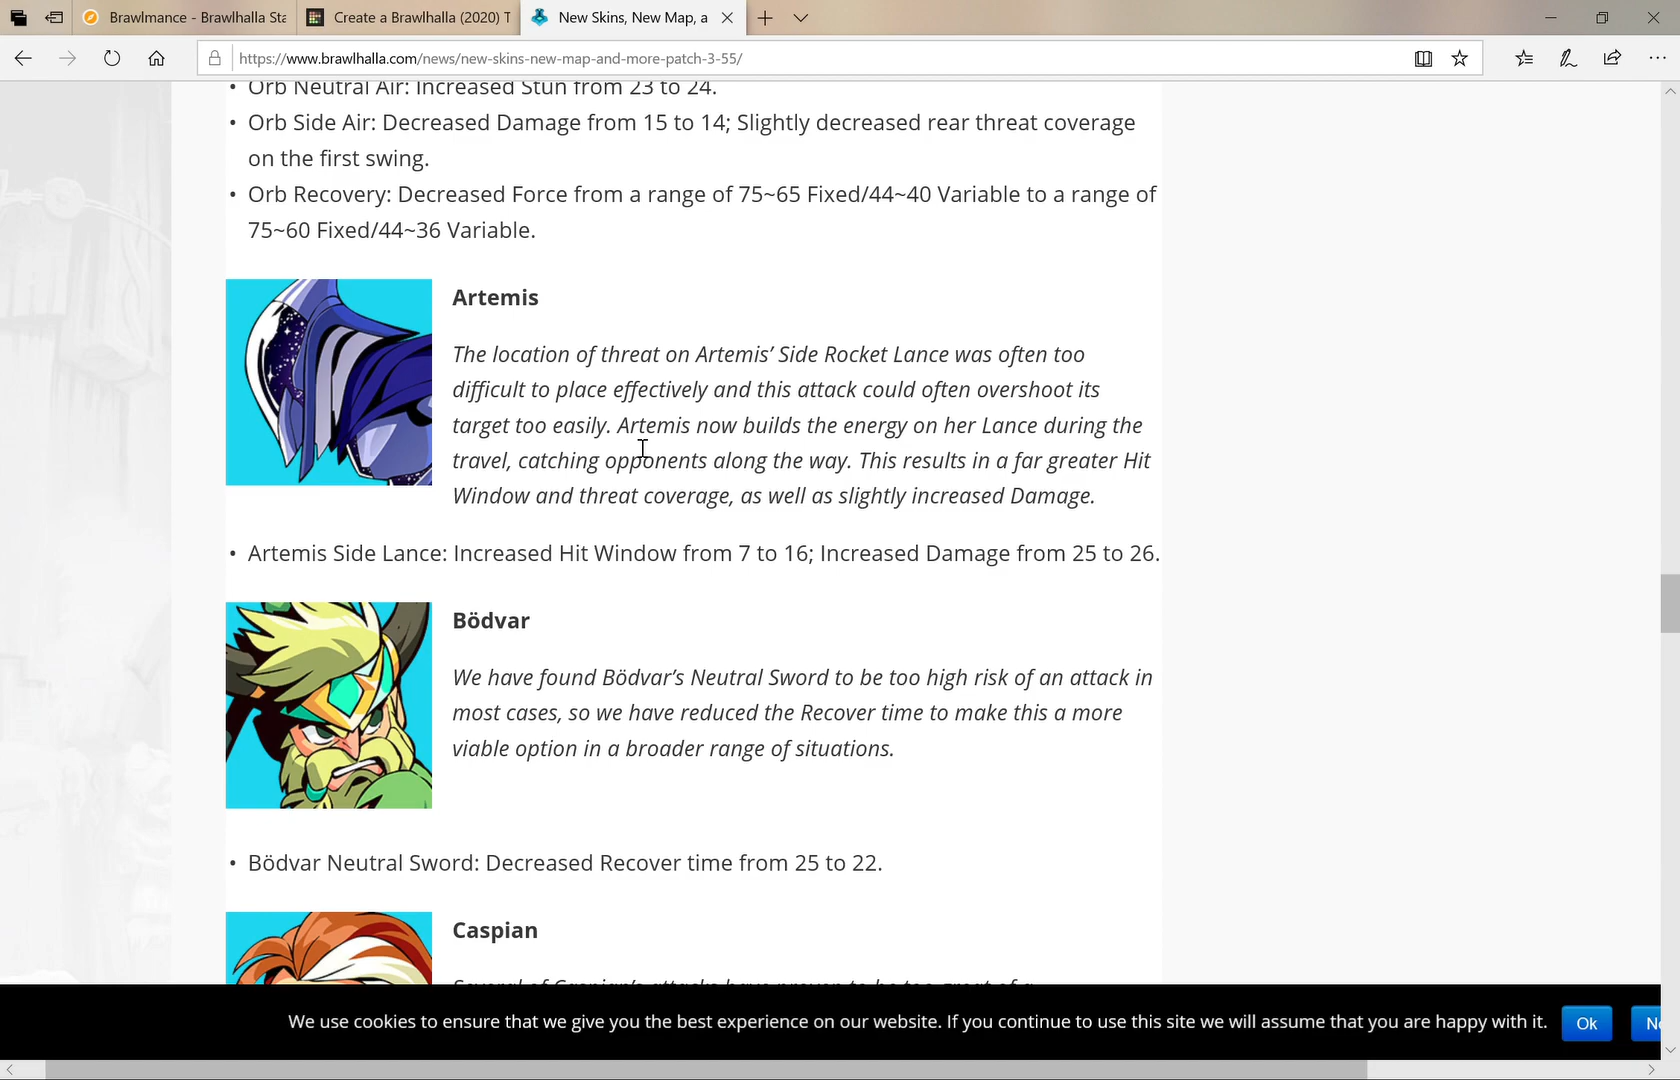 Brawlmance - Brawlhalla Sta
Create a Brawlhalla (2020) T
New Skins, New Map, a
https://www.brawlhalla.com/news/new-skins-new-map-and-more-patch-3-55/
• Orb Neutral Air: Increased Stun from 23 to 24.
• Orb Side Air: Decreased Damage from 15 to 14; Slightly decreased rear threat coverage
on the first swing.
• Orb Recovery: Decreased Force from a range of 75~65 Fixed/44~40 Variable to a range of
75~60 Fixed/44~36 Variable.
Artemis
The location of threat on Artemis’ Side Rocket Lance was often too
difficult to place effectively and this attack could often overshoot its
target too easily. Artemis now builds the energy on her Lance during the
travel, catching opponents along the way. This results in a far greater Hit
Window and threat coverage, as well as slightly increased Damage.
• Artemis Side Lance: Increased Hit Window from 7 to 16; Increased Damage from 25 to 26.
Bödvar
We have found Bödvar’s Neutral Sword to be too high risk of an attack in
most cases, so we have reduced the Recover time to make this a more
viable option in a broader range of situations.
• Bödvar Neutral Sword: Decreased Recover time from 25 to 22.
Caspian
Several of Caspian’s attacks have proven to be too great of a
We use cookies to ensure that we give you the best experience on our website. If you continue to use this site we will assume that you are happy with it.
Ok
No